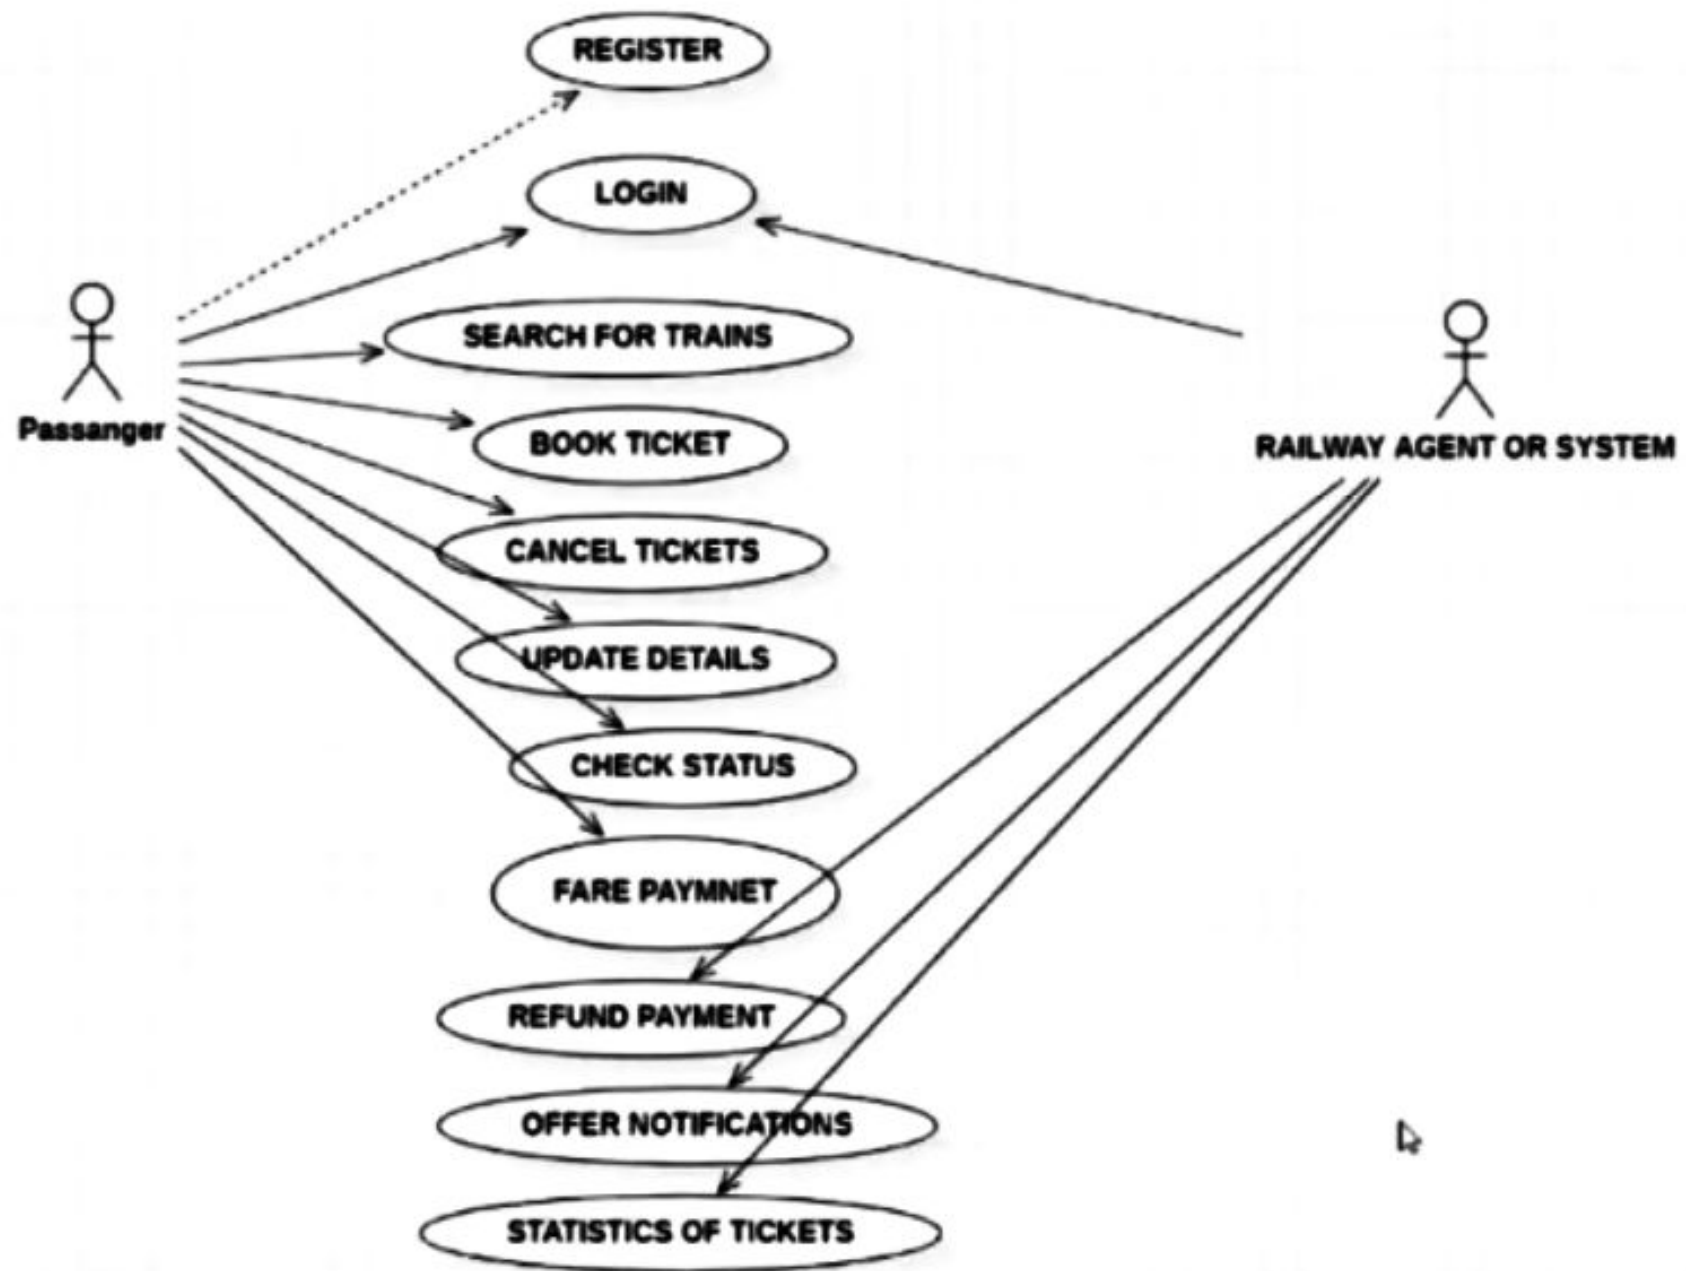 REGISTER
LOGIN
SEARCH FOR TRAINS
Passanger
BOOK TICKET
RAILWAY AGENT OR SYSTEM
CANCEL TICKETS
UPDATE DETAILS
CHECK STATUS
FARE PAYMNET
REFUND PAYMENT
OFFER NOTIFICATIONS
STATISTICS OF TICKETS